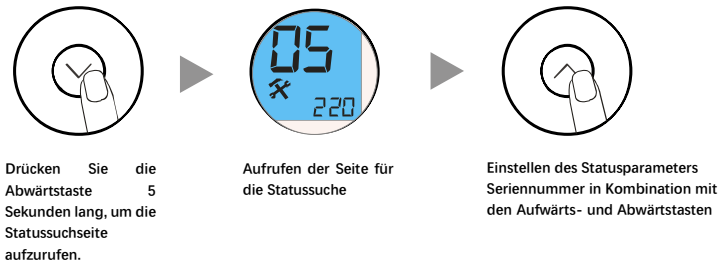 05
220
Drücken Sie die
Abwärtstaste 5
Sekunden lang, um die
Statussuchseite
aufzurufen.
Aufrufen der Seite für
die Statussuche
Einstellen des Statusparameters
Seriennummer in Kombination mit
den Aufwärts- und Abwärtstasten